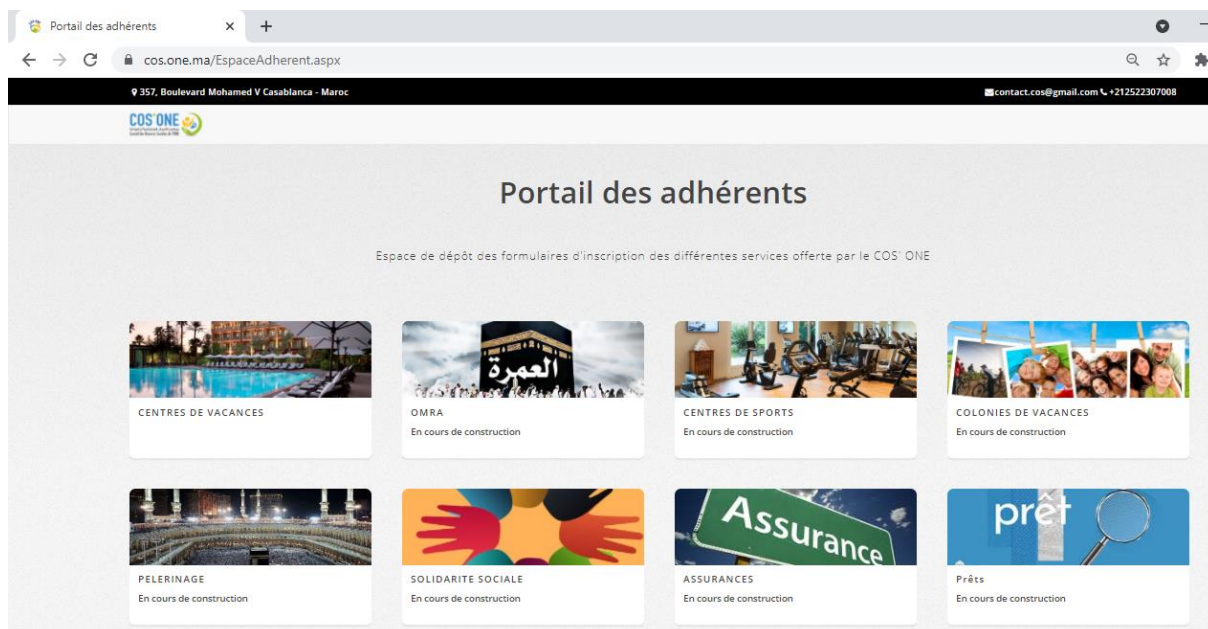 Portail des adhérents
cos.one.ma/EspaceAdherent.aspx
357, Boulevard Mohamed V Casablanca - Maroc
contact.cos@gmail.com +212522307008
COS'ONE
Portail des adhérents
Espace de dépôt des formulaires d'inscription des différentes services offerte par le COS' ONE
العمرة
CENTRES DE VACANCES
OMRA
En cours de construction
CENTRES DE SPORTS
En cours de construction
COLONIES DE VACANCES
En cours de construction
Assurance
prêt
PELERINAGE
En cours de construction
SOLIDARITE SOCIALE
En cours de construction
ASSURANCES
En cours de construction
Prêts
En cours de construction